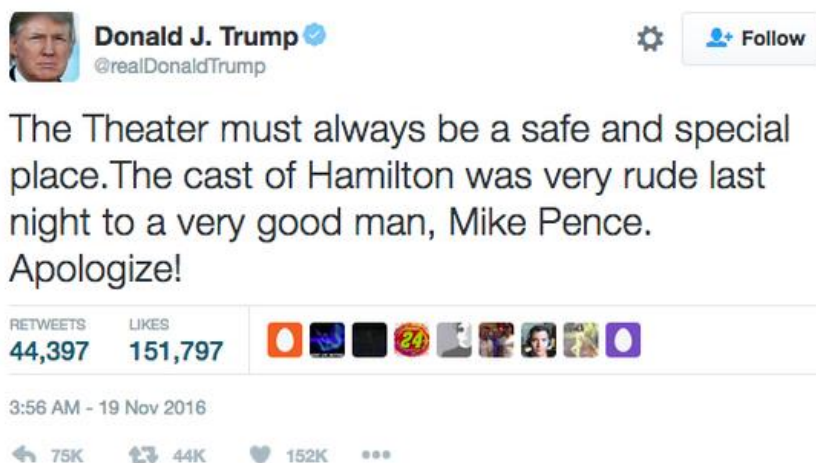 Donald J. Trump
Follow
@realDonaldTrump
The Theater must always be a safe and special
place.The cast of Hamilton was very rude last
night to a very good man, Mike Pence.
Apologize!
RETWEETS LIKES
44,397 151,797
24
3:56 AM - 19 Nov 2016
75K 44K 152K